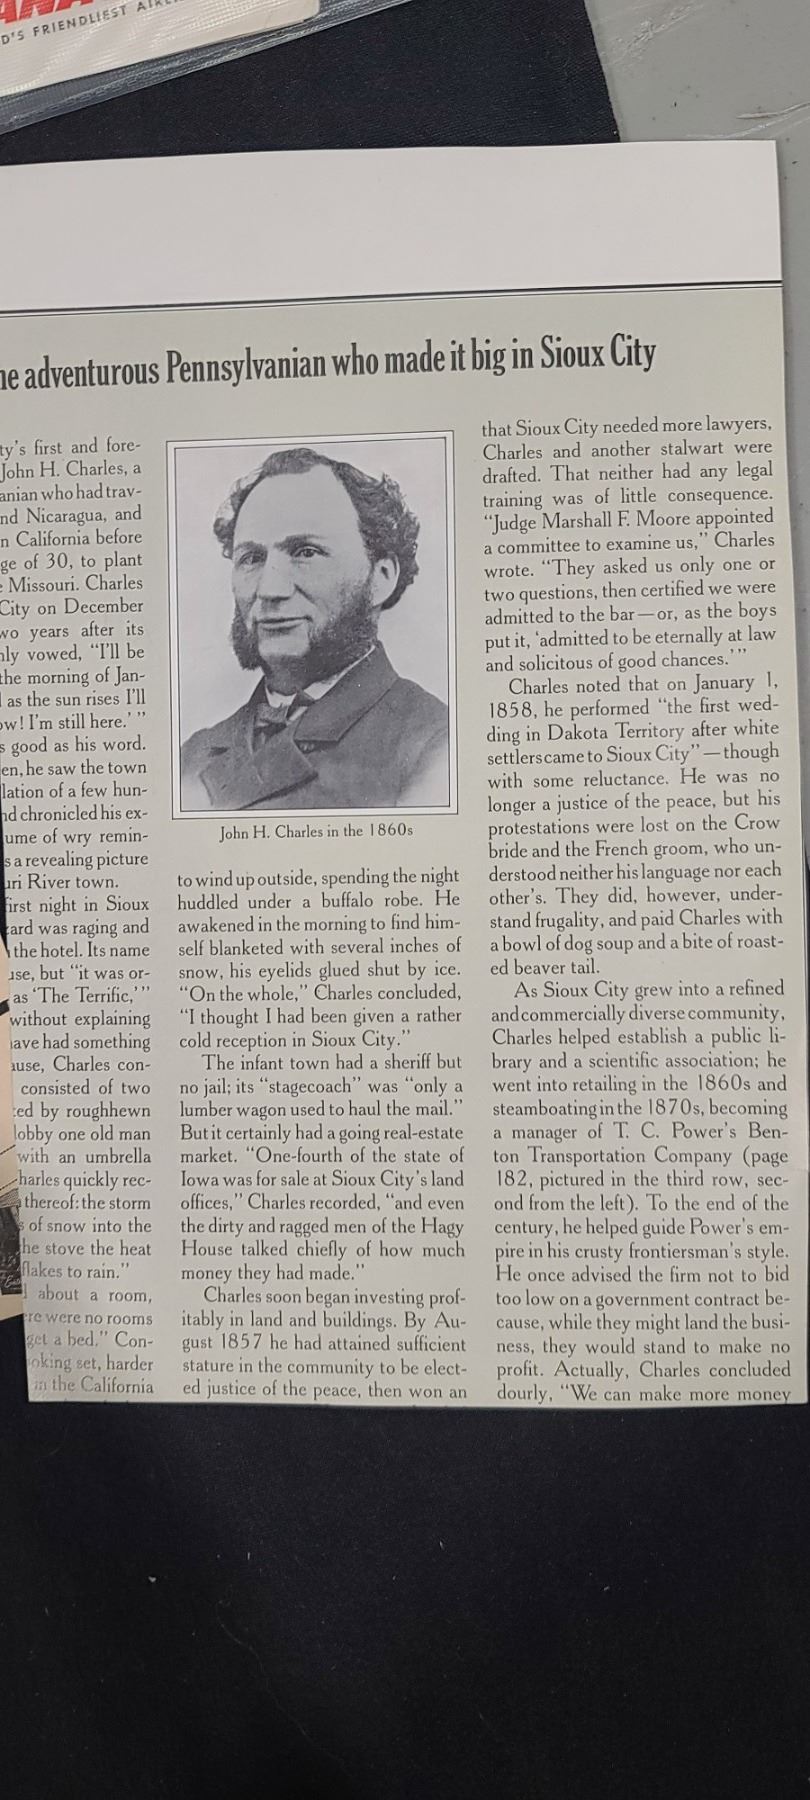 D'S FRIENDLIEST
adventurous Pennsylvanian who made it big in Sioux City
ty's first and fore-
John H. Charles, a
anian who had trav-
nd Nicaragua, and
n California before
ge of 30, to plant
Missouri. Charles
City on December
wo years after its
nly vowed, "I'll be
the morning of Jan-
as the sun rises I'll
ow! I'm still here.' "
s good as his word.
en, he saw the town
lation of a few hun-
nd chronicled his ex-
ume of wry remin-
s a revealing picture
uri River town.
first night in Sioux
ard was raging and
the hotel. Its name
use, but "it was or-
as 'The Terrific,'"
without explaining
have had something
ause, Charles con-
consisted of two
ted by roughhewn
lobby one old man
with an umbrella
harles quickly rec-
thereof: the storm
s of snow into the
he stove the heat
flakes to rain."
about a room,
re were no rooms
get a bed." Con-
oking set, harder
in the California
John H. Charles in the 1860s
to wind up outside, spending the night
huddled under a buffalo robe. He
awakened in the morning to find him-
self blanketed with several inches of
snow, his eyelids glued shut by ice.
"On the whole," Charles concluded,
"I thought I had been given a rather
cold reception in Sioux City."
The infant town had a sheriff but
no jail; its "stagecoach" was "only a
lumber wagon used to haul the mail."
But it certainly had a going real-estate
market. "One-fourth of the state of
Iowa was for sale at Sioux City's land
offices," Charles recorded, "and even
the dirty and ragged men of the Hagy
House talked chiefly of how much
money they had made."
Charles soon began investing prof-
itably in land and buildings. By Au-
gust 1857 he had attained sufficient
stature in the community to be elect-
ed justice of the peace, then won an
that Sioux City needed more lawyers,
Charles and another stalwart were
drafted. That neither had any legal
training was of little consequence.
"Judge Marshall F. Moore appointed
a committee to examine us," Charles
wrote. "They asked us only one or
two questions, then certified we were
admitted to the bar—or, as the boys
put it, 'admitted to be eternally at law
and solicitous of good chances.'"
Charles noted that on January 1,
1858, he performed "the first wed-
ding in Dakota Territory after white
settlers came to Sioux City"—though
with some reluctance. He was no
longer a justice of the peace, but his
protestations were lost on the Crow
bride and the French groom, who un-
derstood neither his language nor each
other's. They did, however, under-
stand frugality, and paid Charles with
a bowl of dog soup and a bite of roast-
ed beaver tail.
As Sioux City grew into a refined
and commercially diverse community,
Charles helped establish a public li-
brary and a scientific association; he
went into retailing in the 1860s and
steamboating in the 1870s, becoming
a manager of T. C. Power's Ben-
ton Transportation Company (page
182, pictured in the third row, sec-
ond from the left). To the end of the
century, he helped guide Power's em-
pire in his crusty frontiersman's style.
He once advised the firm not to bid
too low on a government contract be-
cause, while they might land the busi-
ness, they would stand to make no
profit. Actually, Charles concluded
dourly, "We can make more money